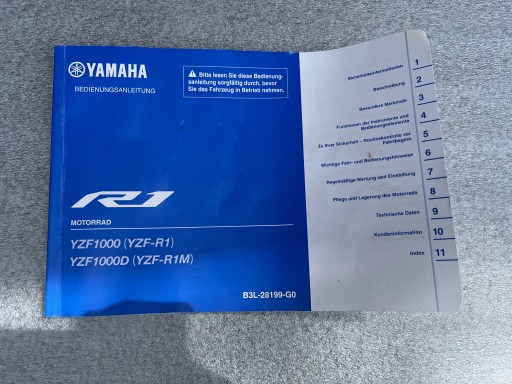 YAMAHA
BEDIENUNGSANLEITUNG
Bitte lesen Sie diese Bedienung-
sanleitung sorgfältig durch, bevor
Sie das Fahrzeug in Betrieb nehmen.
R1
MOTORRAD
YZF1000 (YZF-R1)
YZF1000D (YZF-R1M)
B3L-28199-G0
Sicherheitsinformationen 1
Beschreibung 2
Besondere Merkmale 3
Funktionen der Instrumente und
Bedienungselemente 4
Zu Ihrer Sicherheit – Routinekontrolle vor
Fahrtbeginn 5
Wichtige Fahr- und Bedienungshinweise 6
Regelmäßige Wartung und Einstellung 7
Pflege und Lagerung des Motorrads 8
Technische Daten 9
Kundeninformation 10
Index 11